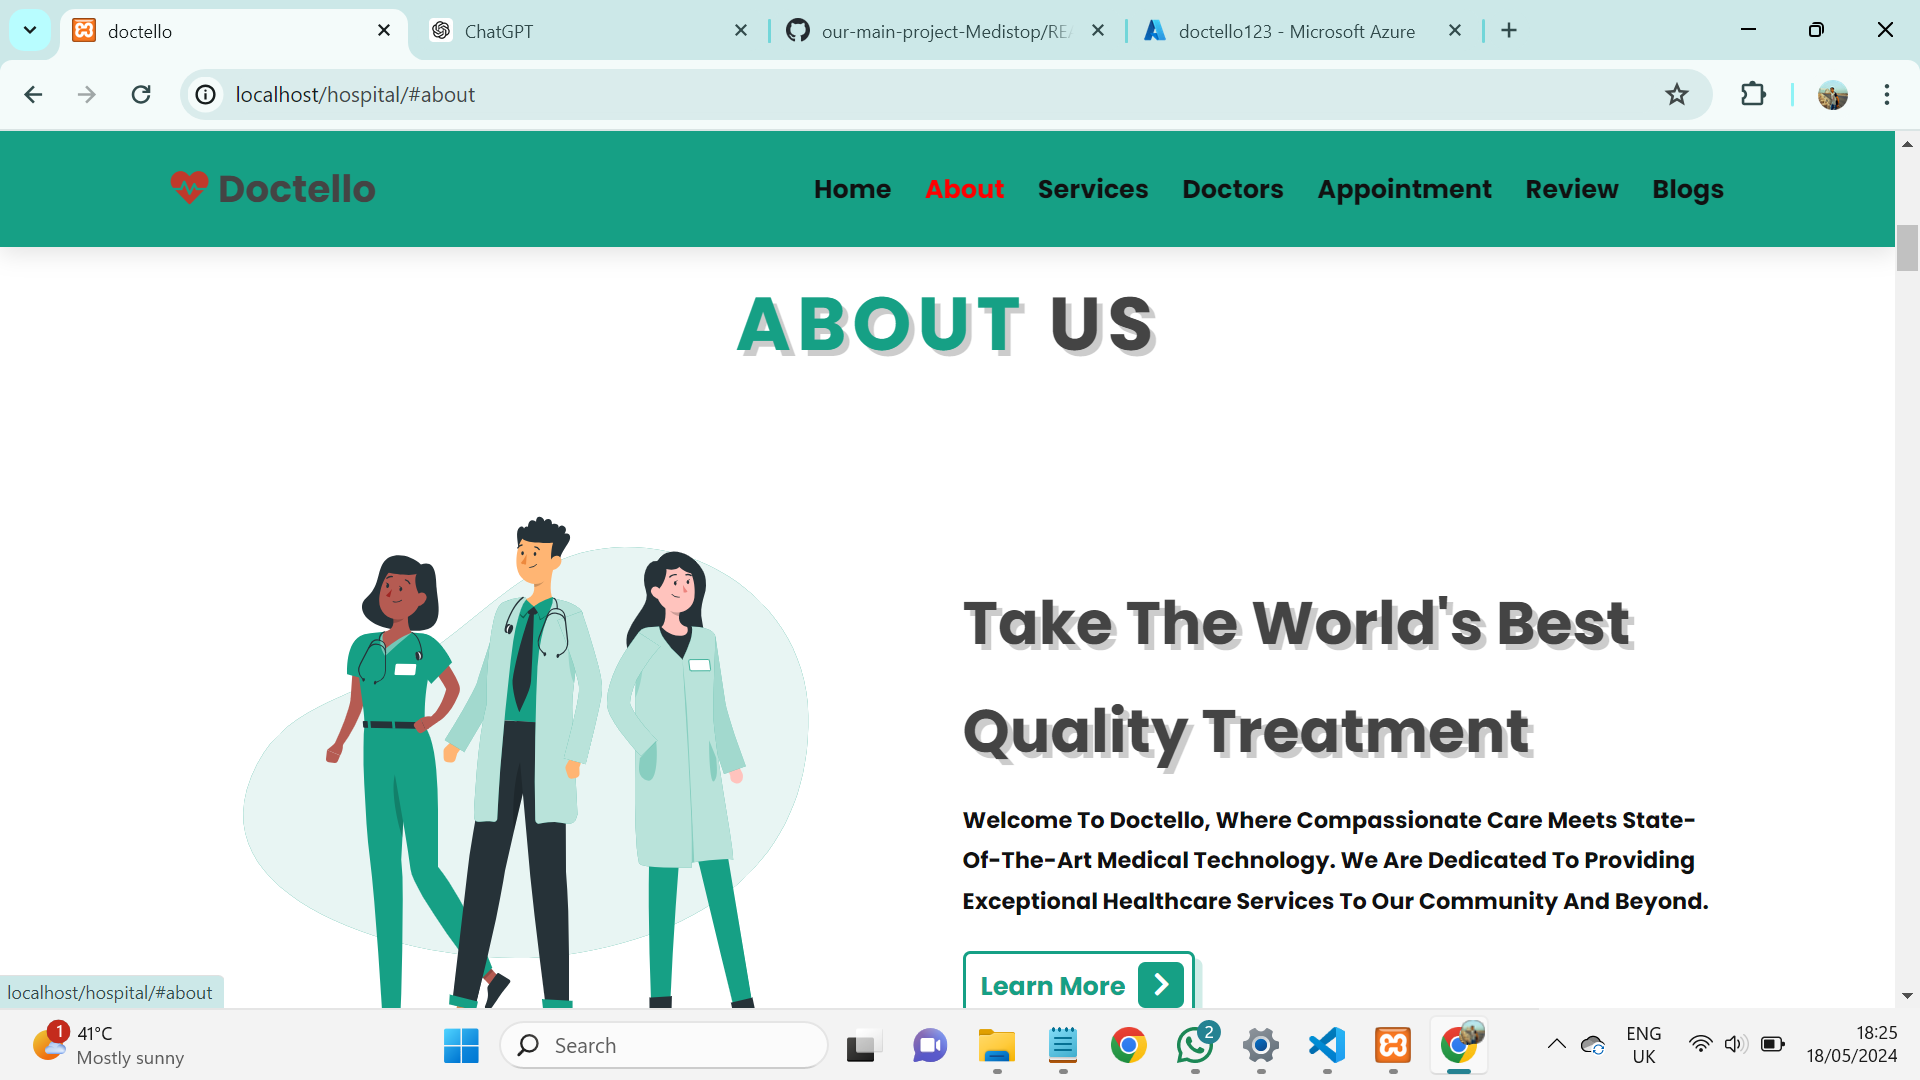 doctello
ChatGPT
our-main-project-Medistop/REA
doctello123 - Microsoft Azure
localhost/hospital/#about
Doctello
Home About Services Doctors Appointment Review Blogs
ABOUT US
Take The World's Best
Quality Treatment
Welcome To Doctello, Where Compassionate Care Meets State-
Of-The-Art Medical Technology. We Are Dedicated To Providing
Exceptional Healthcare Services To Our Community And Beyond.
Learn More
localhost/hospital/#about
1
41°C
Mostly sunny
Search
2
ENG
UK
18:25
18/05/2024